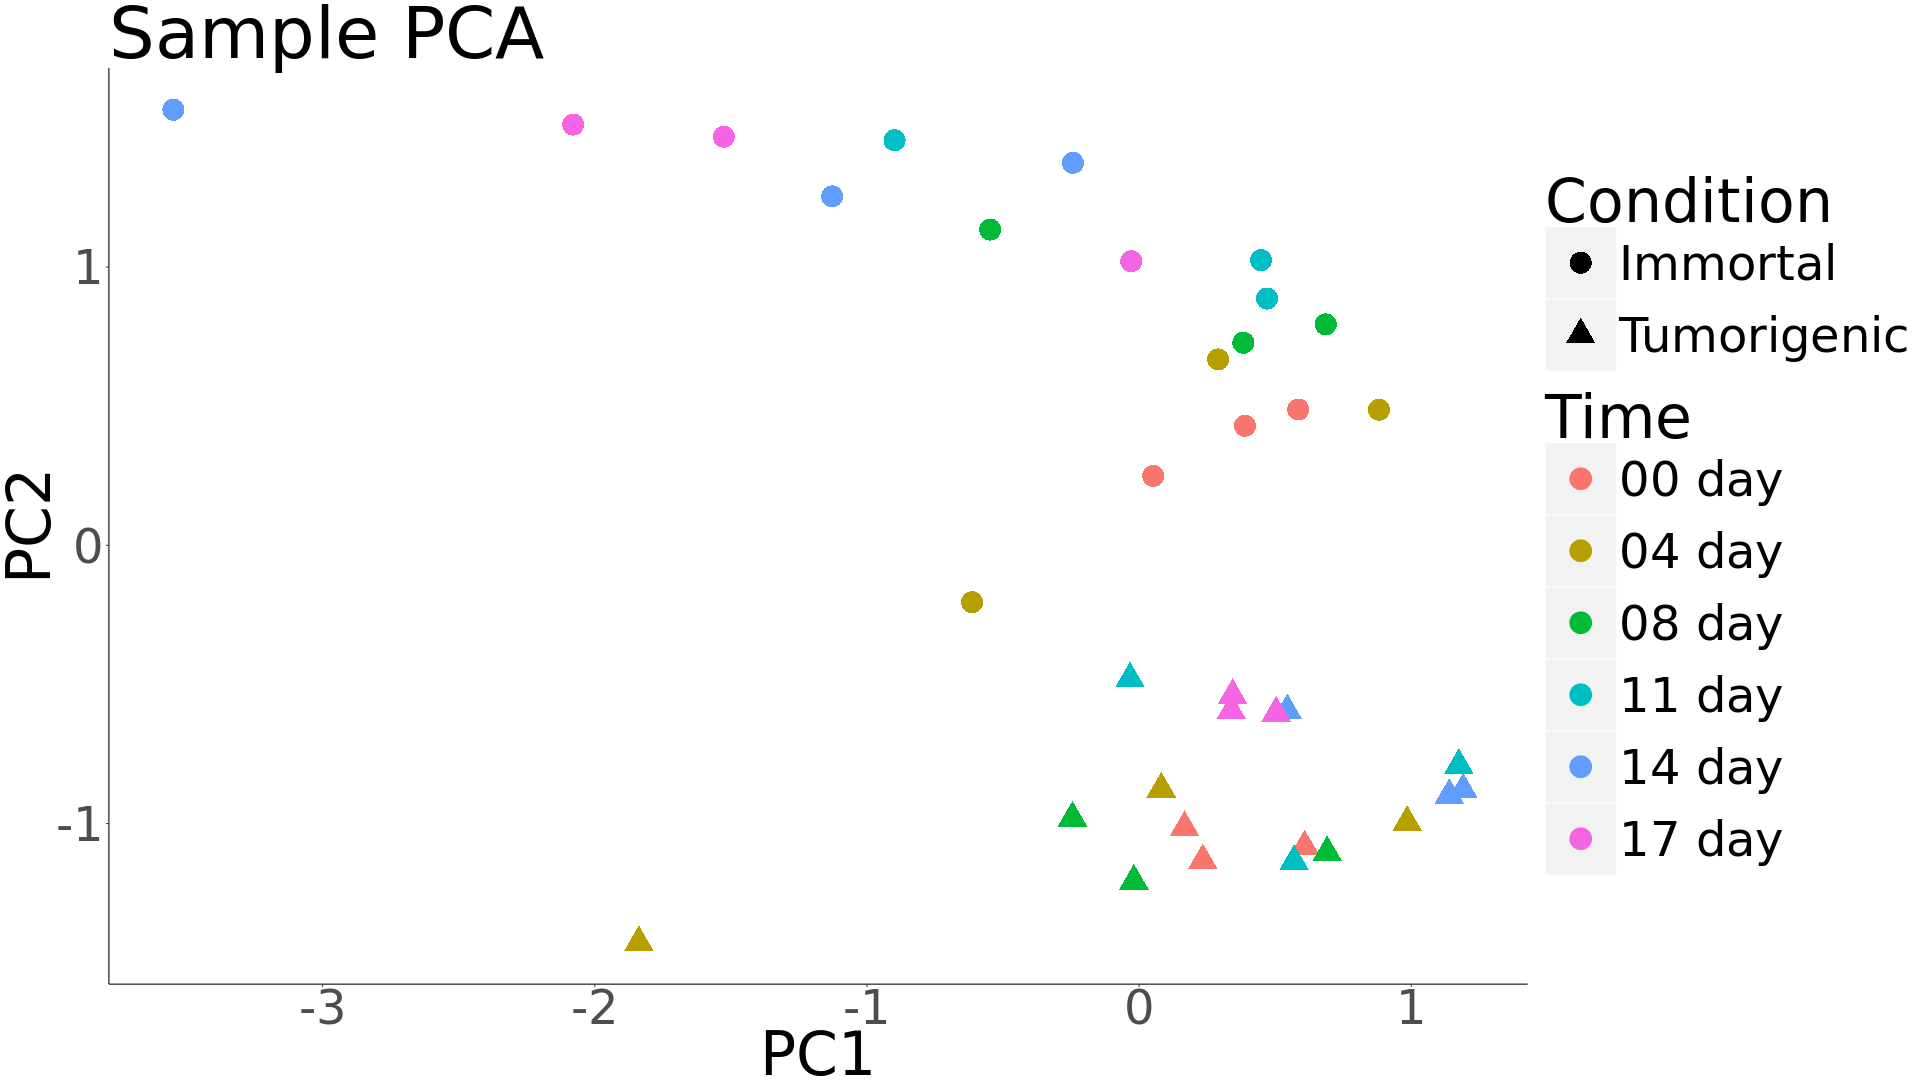 Sample PCA
PC2
1
0
-1
-3
-2
-1
0
1
PC1
Condition
Immortal
Tumorigenic
Time
00 day
04 day
08 day
11 day
14 day
17 day